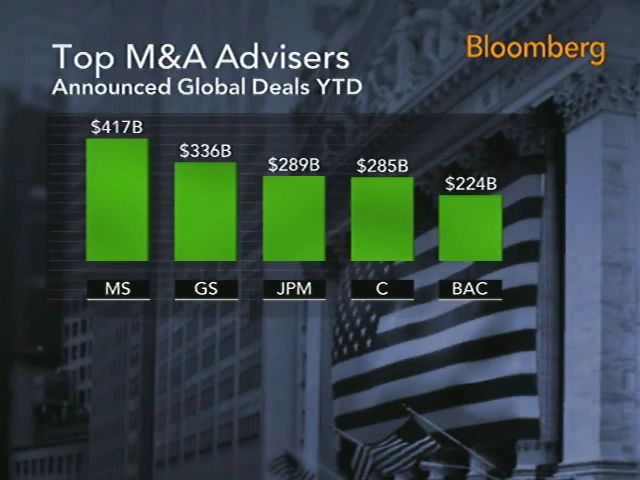 Top M&A Advisers
Bloomberg
Announced Global Deals YTD
$417B
$336B
$289B
$285B
$224B
MS
GS
JPM
C
BAC